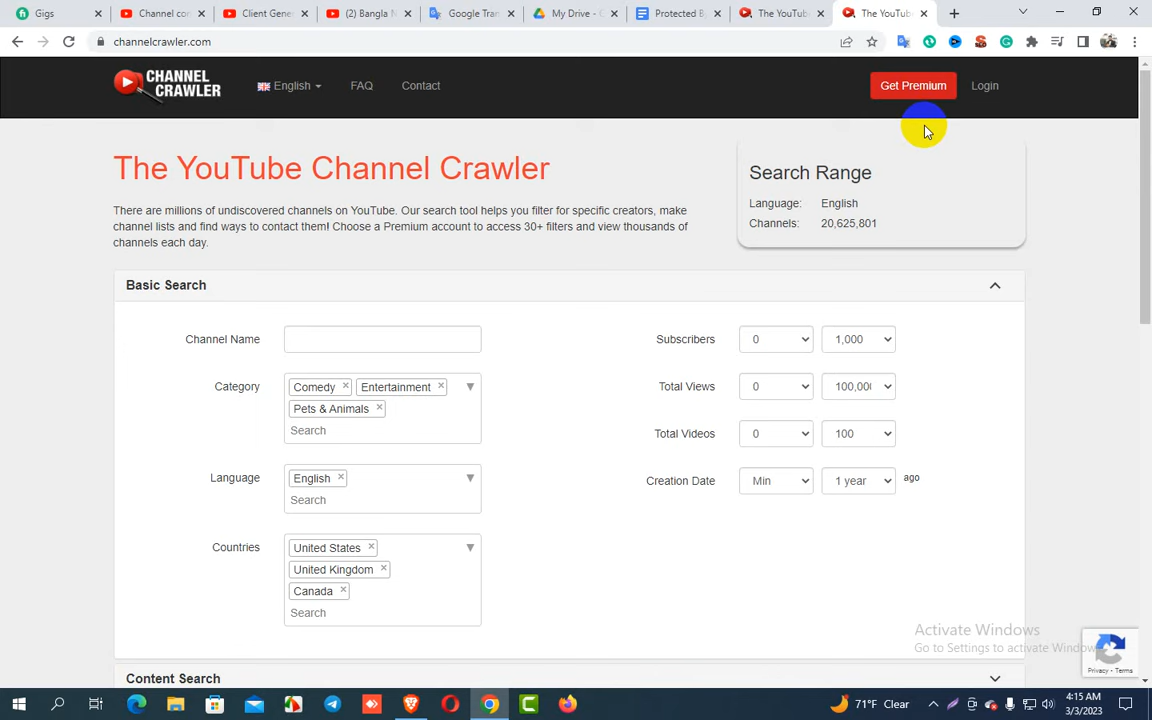 Gigs
Channel con
Client Gene
(2) Bangla N
Google Tran
My Drive - G
Protected B
The YouTub
The YouTub
channelcrawler.com
CHANNEL
CRAWLER
English
FAQ
Contact
Get Premium
Login
The YouTube Channel Crawler
There are millions of undiscovered channels on YouTube. Our search tool helps you filter for specific creators, make
channel lists and find ways to contact them! Choose a Premium account to access 30+ filters and view thousands of
channels each day.
Search Range
Language: English
Channels: 20,625,801
Basic Search
Channel Name
Subscribers 0 1,000
Category Comedy × Entertainment ×
Pets & Animals ×
Search
Total Views 0 100,000
Total Videos 0 100
Language English ×
Search
Creation Date Min 1 year ago
Countries United States ×
United Kingdom ×
Canada ×
Search
Activate Windows
Go to Settings to activate Windows.
Privacy - Terms
Content Search
71°F Clear
4:15 AM
3/3/2023